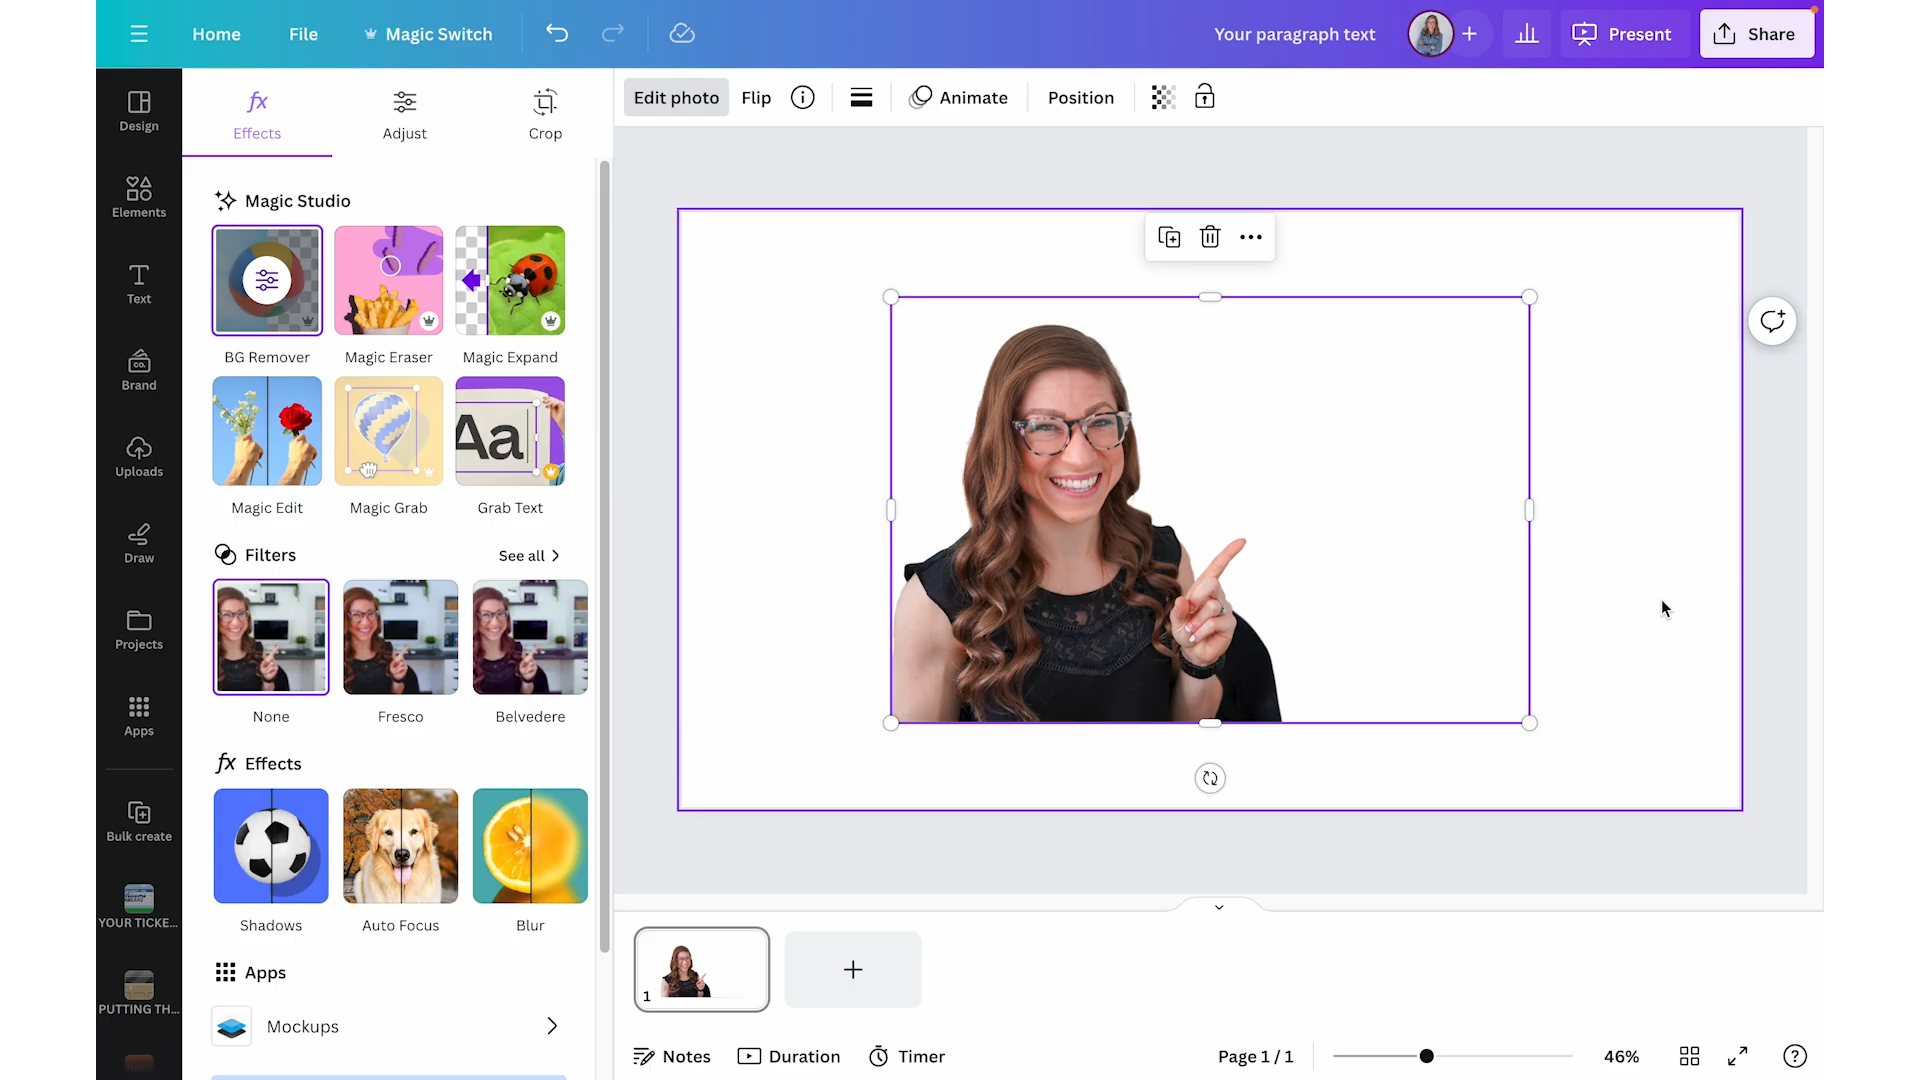 Home
File
Magic Switch
Your paragraph text
Present
Share
Design
Elements
Text
Brand
CO.
Uploads
Draw
Projects
Apps
Bulk create
YOUR TICKE...
PUTTING TH...
Effects
Adjust
Crop
Magic Studio
BG Remover
Magic Eraser
Magic Expand
Aa
Magic Edit
Magic Grab
Grab Text
Filters
See all
None
Fresco
Belvedere
fx Effects
Shadows
Auto Focus
Blur
Apps
Mockups
Edit photo
Flip
Animate
Position
1
Notes
Duration
Timer
Page 1 / 1
46%